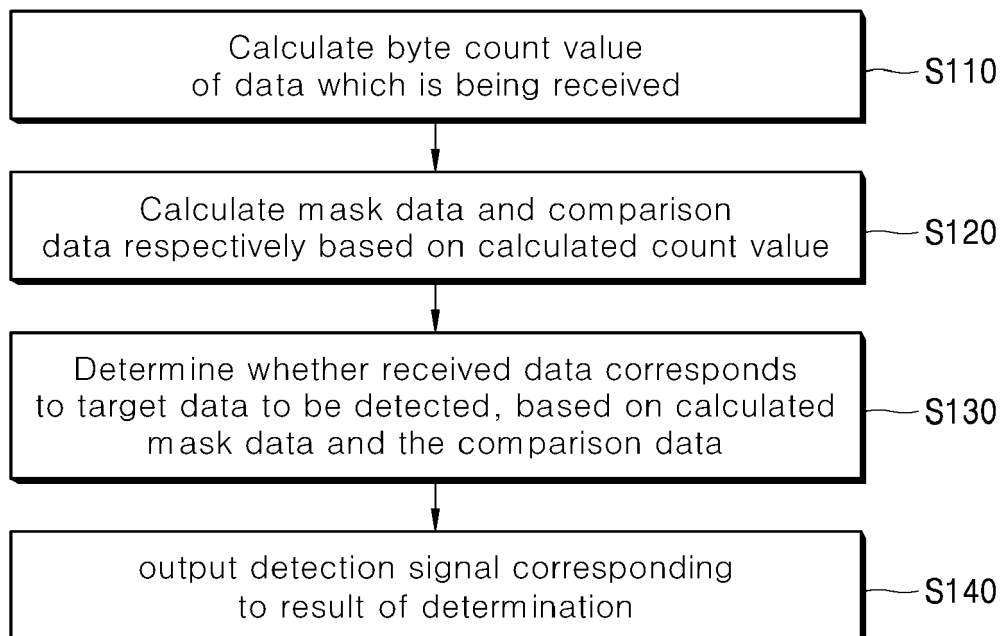 Calculate byte count value
of data which is being received
S110
Calculate mask data and comparison
data respectively based on calculated count value
S120
Determine whether received data corresponds
to target data to be detected, based on calculated
mask data and the comparison data
S130
output detection signal corresponding
to result of determination
S140